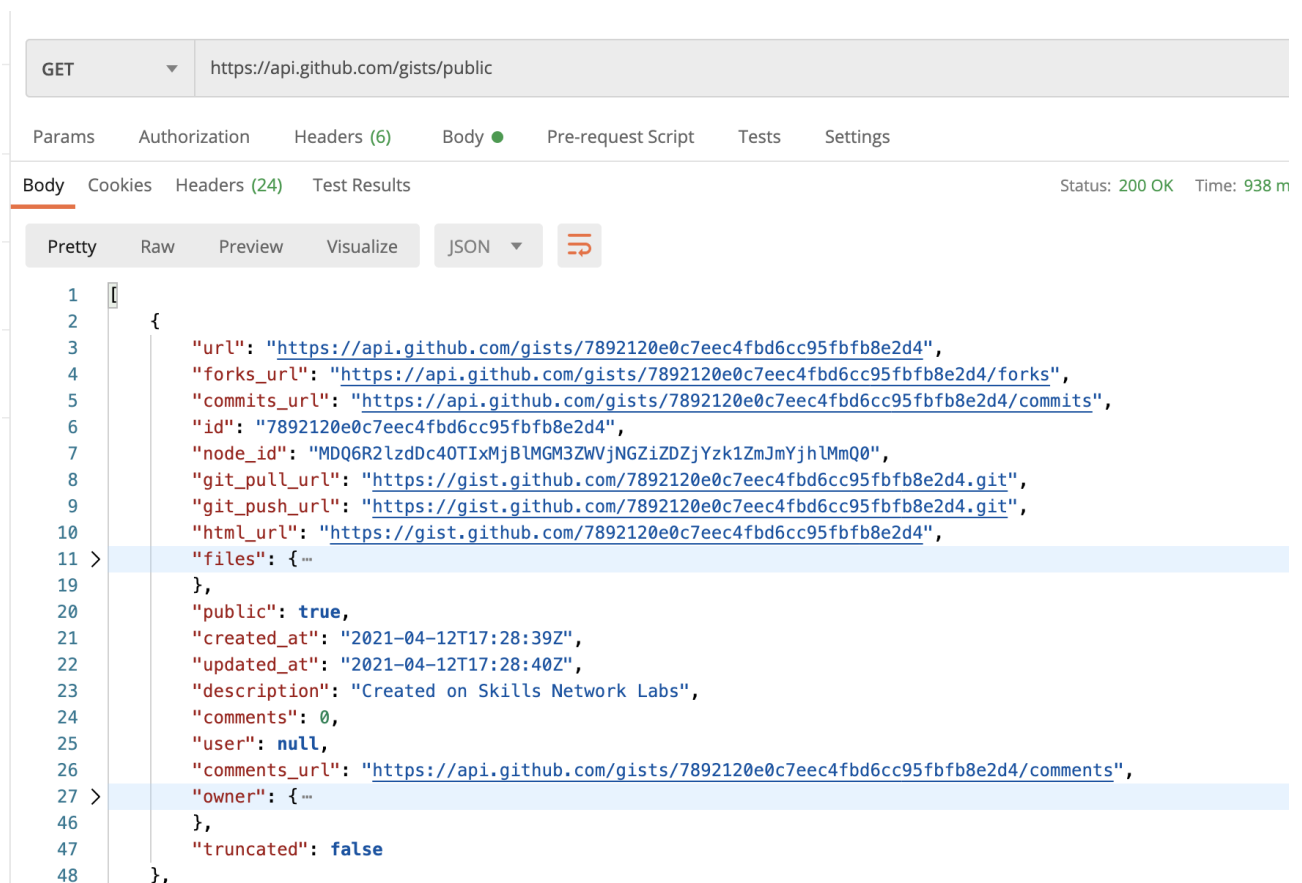 GET https://api.github.com/gists/public
Params Authorization Headers (6) Body Pre-request Script Tests Settings
Body Cookies Headers (24) Test Results Status: 200 OK Time: 938 m
Pretty Raw Preview Visualize JSON
1 [
2 {
3 "url": "https://api.github.com/gists/7892120e0c7eec4fbd6cc95fbfb8e2d4",
4 "forks_url": "https://api.github.com/gists/7892120e0c7eec4fbd6cc95fbfb8e2d4/forks",
5 "commits_url": "https://api.github.com/gists/7892120e0c7eec4fbd6cc95fbfb8e2d4/commits",
6 "id": "7892120e0c7eec4fbd6cc95fbfb8e2d4",
7 "node_id": "MDQ6R2lzdDc4OTIxMjBlMGM3ZWVjNGZiZDZjYzk1ZmJmYjhlMmQ0",
8 "git_pull_url": "https://gist.github.com/7892120e0c7eec4fbd6cc95fbfb8e2d4.git",
9 "git_push_url": "https://gist.github.com/7892120e0c7eec4fbd6cc95fbfb8e2d4.git",
10 "html_url": "https://gist.github.com/7892120e0c7eec4fbd6cc95fbfb8e2d4",
11 "files": {…
19 },
20 "public": true,
21 "created_at": "2021-04-12T17:28:39Z",
22 "updated_at": "2021-04-12T17:28:40Z",
23 "description": "Created on Skills Network Labs",
24 "comments": 0,
25 "user": null,
26 "comments_url": "https://api.github.com/gists/7892120e0c7eec4fbd6cc95fbfb8e2d4/comments",
27 "owner": {…
46 },
47 "truncated": false
48 },